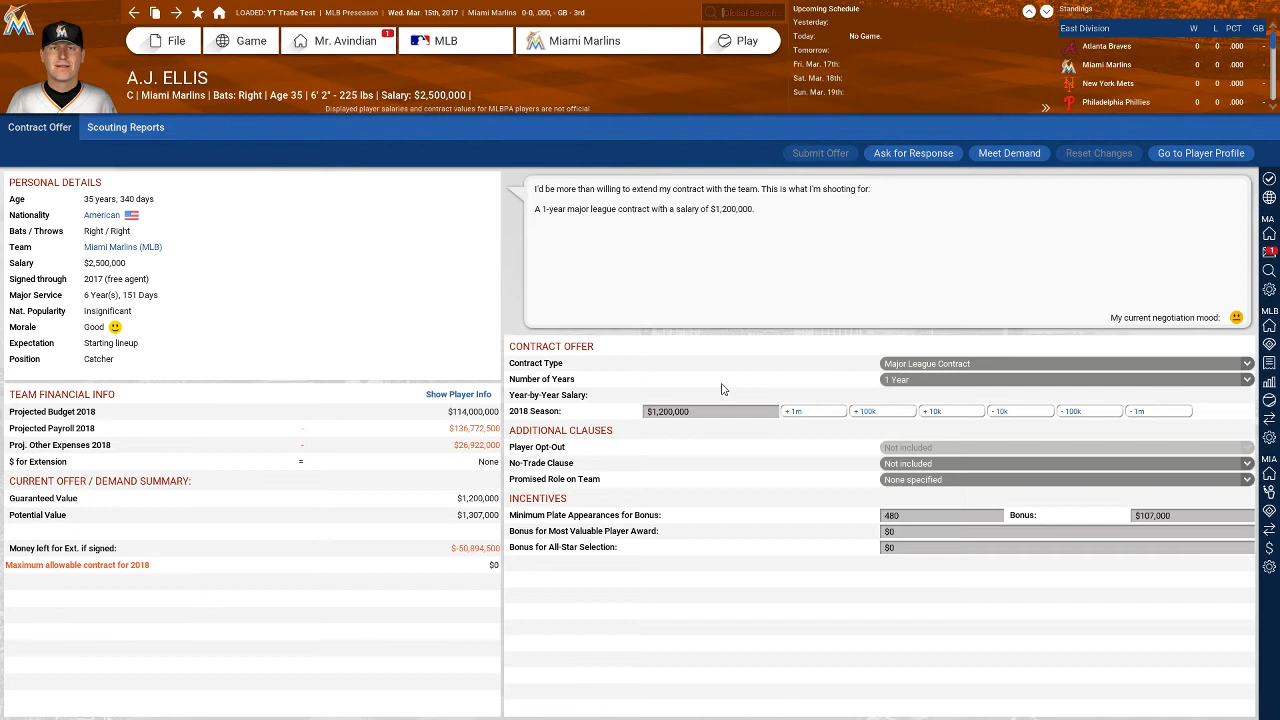 LOADED: YT Trade Test | MLB Preseason | Wed. Mar. 15th, 2017 | Miami Marlins 0-0, .000, - GB - 3rd
Global Search
File
Game
Mr. Avindian 1
MLB
Miami Marlins
Play
A.J. ELLIS
C | Miami Marlins | Bats: Right | Age 35 | 6' 2" - 225 lbs | Salary: $2,500,000 |
Displayed player salaries and contract values for MLBPA players are not official
Upcoming Schedule
Yesterday:
Today: No Game.
Tomorrow:
Fri. Mar. 17th:
Sat. Mar. 18th:
Sun. Mar. 19th:
Standings
East Division W L PCT GB
Atlanta Braves 0 0 .000 -
Miami Marlins 0 0 .000 -
New York Mets 0 0 .000 -
Philadelphia Phillies 0 0 .000 -
Contract Offer Scouting Reports
Submit Offer Ask for Response Meet Demand Reset Changes Go to Player Profile
PERSONAL DETAILS
Age 35 years, 340 days
Nationality American
Bats / Throws Right / Right
Team Miami Marlins (MLB)
Salary $2,500,000
Signed through 2017 (free agent)
Major Service 6 Year(s), 151 Days
Nat. Popularity Insignificant
Morale Good
Expectation Starting lineup
Position Catcher
TEAM FINANCIAL INFO Show Player Info
Projected Budget 2018 $114,000,000
Projected Payroll 2018 - $136,772,500
Proj. Other Expenses 2018 - $26,922,000
$ for Extension = None
CURRENT OFFER / DEMAND SUMMARY:
Guaranteed Value $1,200,000
Potential Value $1,307,000
Money left for Ext. if signed: $-50,894,500
Maximum allowable contract for 2018 $0
I'd be more than willing to extend my contract with the team. This is what I'm shooting for:
A 1-year major league contract with a salary of $1,200,000.
My current negotiation mood:
CONTRACT OFFER
Contract Type Major League Contract
Number of Years 1 Year
Year-by-Year Salary:
2018 Season: $1,200,000 + 1m + 100k + 10k - 10k - 100k - 1m
ADDITIONAL CLAUSES
Player Opt-Out Not included
No-Trade Clause Not included
Promised Role on Team None specified
INCENTIVES
Minimum Plate Appearances for Bonus: 480 Bonus: $107,000
Bonus for Most Valuable Player Award: $0
Bonus for All-Star Selection: $0
MA
1
MLB
MIA